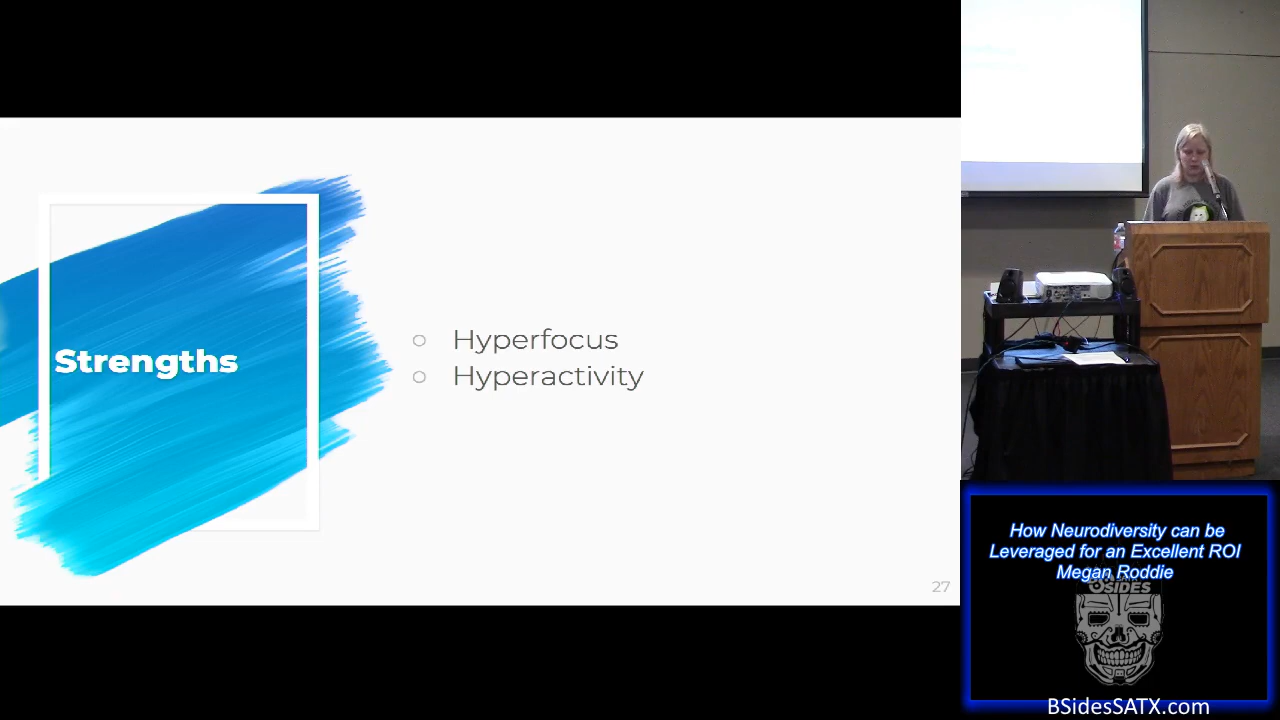 Strengths
○ Hyperfocus
○ Hyperactivity
27
How Neurodiversity can be
Leveraged for an Excellent ROI
Megan Roddie
BSIDES
BSidesSATX.com